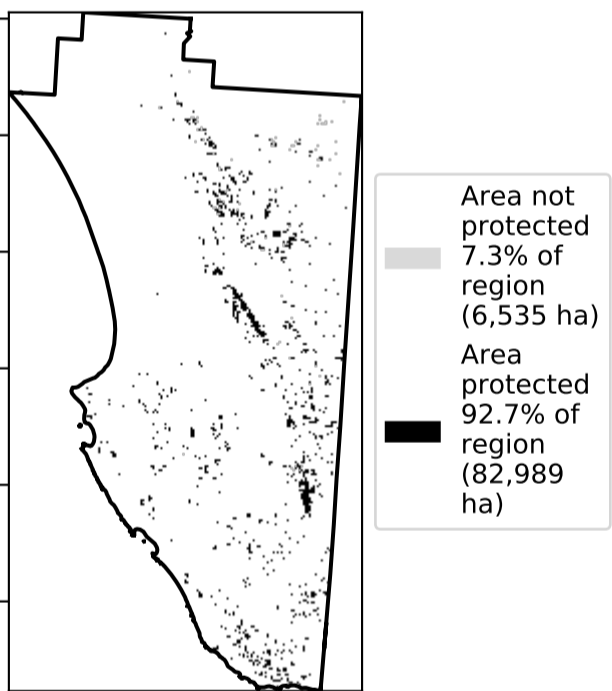 Area not
protected
7.3% of
region
(6,535 ha)
Area
protected
92.7% of
region
(82,989
ha)